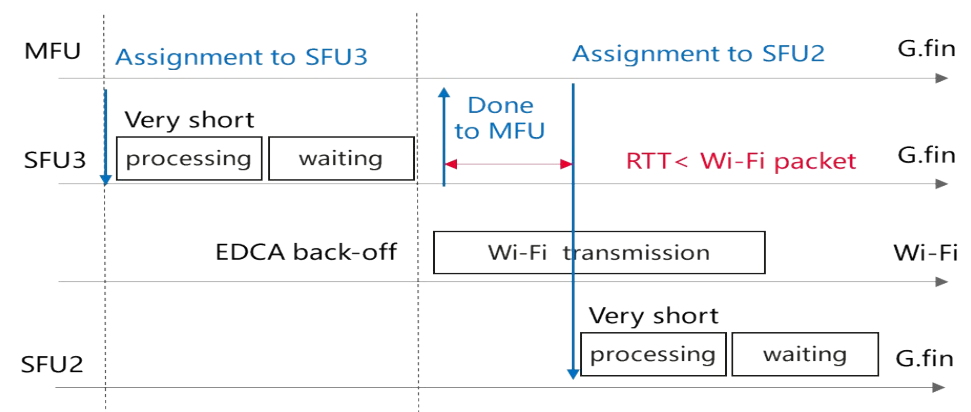 MFU
Assignment to SFU3
Assignment to SFU2
G.fin
Done
to MFU
Very short
SFU3
processing
waiting
RTT< Wi-Fi packet
G.fin
EDCA back-off
Wi-Fi transmission
Wi-Fi
Very short
SFU2
processing
waiting
G.fin